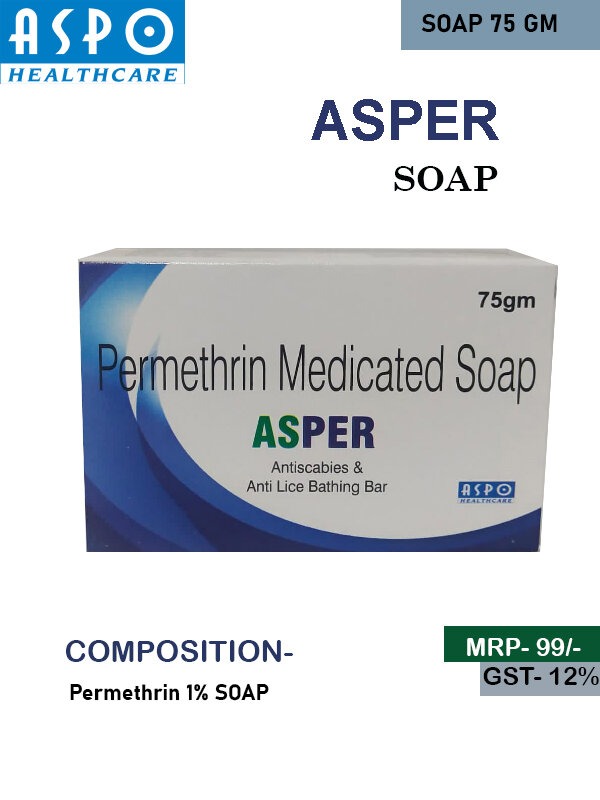 ASPO
HEALTHCARE
SOAP 75 GM
ASPER
SOAP
75gm
Permethrin Medicated Soap
ASPER
Antiscabies &
Anti Lice Bathing Bar
ASPO
HEALTHCARE
COMPOSITION-
Permethrin 1% SOAP
MRP- 99/-
GST- 12%